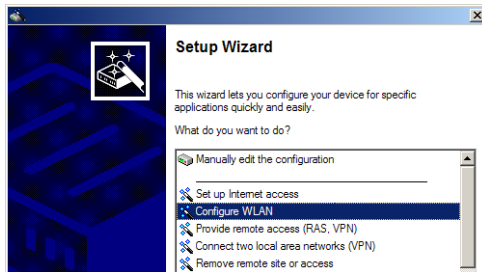 Setup Wizard
This wizard lets you configure your device for specific
applications quickly and easily.
What do you want to do?
Manually edit the configuration
Set up Internet access
Configure WLAN
Provide remote access (RAS, VPN)
Connect two local area networks (VPN)
Remove remote site or access